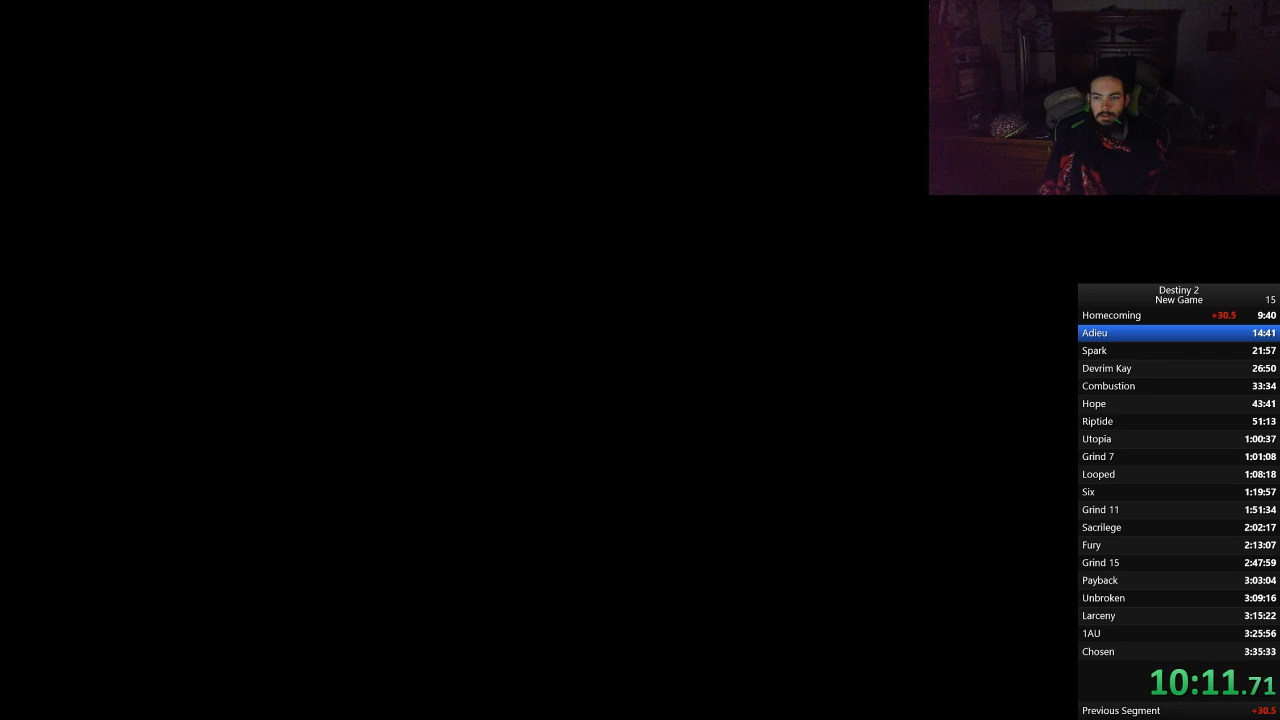 Destiny 2
New Game 15
Homecoming +30.5 9:40
Adieu 14:41
Spark 21:57
Devrim Kay 26:50
Combustion 33:34
Hope 43:41
Riptide 51:13
Utopia 1:00:37
Grind 7 1:01:08
Looped 1:08:18
Six 1:19:57
Grind 11 1:51:34
Sacrilege 2:02:17
Fury 2:13:07
Grind 15 2:47:59
Payback 3:03:04
Unbroken 3:09:16
Larceny 3:15:22
1AU 3:25:56
Chosen 3:35:33
10:11.71
Previous Segment +30.5